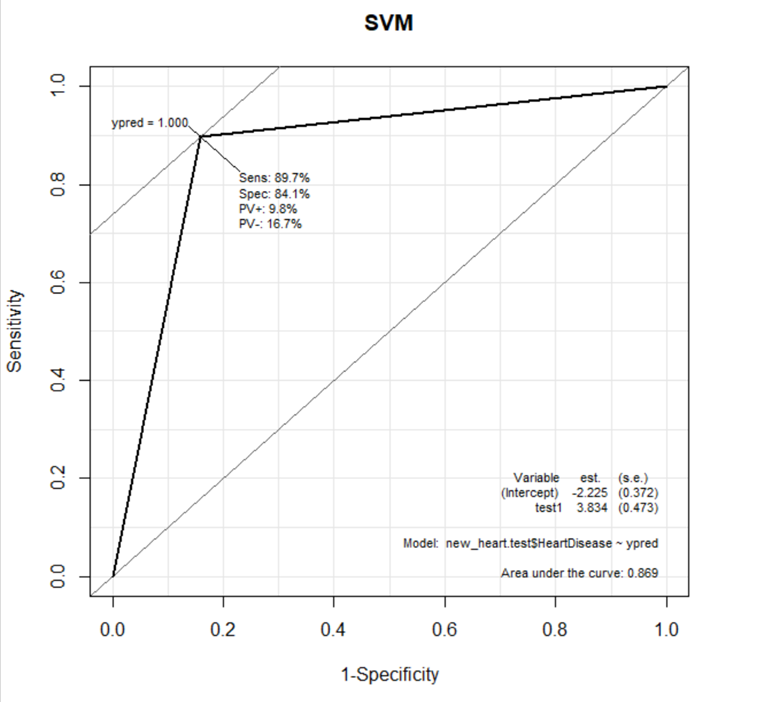 SVM
ypred = 1.000
Sens: 89.7%
Spec: 84.1%
PV+: 9.8%
PV-: 16.7%
Variable est. (s.e.)
(Intercept) -2.225 (0.372)
test1 3.834 (0.473)
Model: new_heart.test$HeartDisease ~ ypred
Area under the curve: 0.869
Sensitivity
1.0
0.8
0.6
0.4
0.2
0.0
0.0 0.2 0.4 0.6 0.8 1.0
1-Specificity